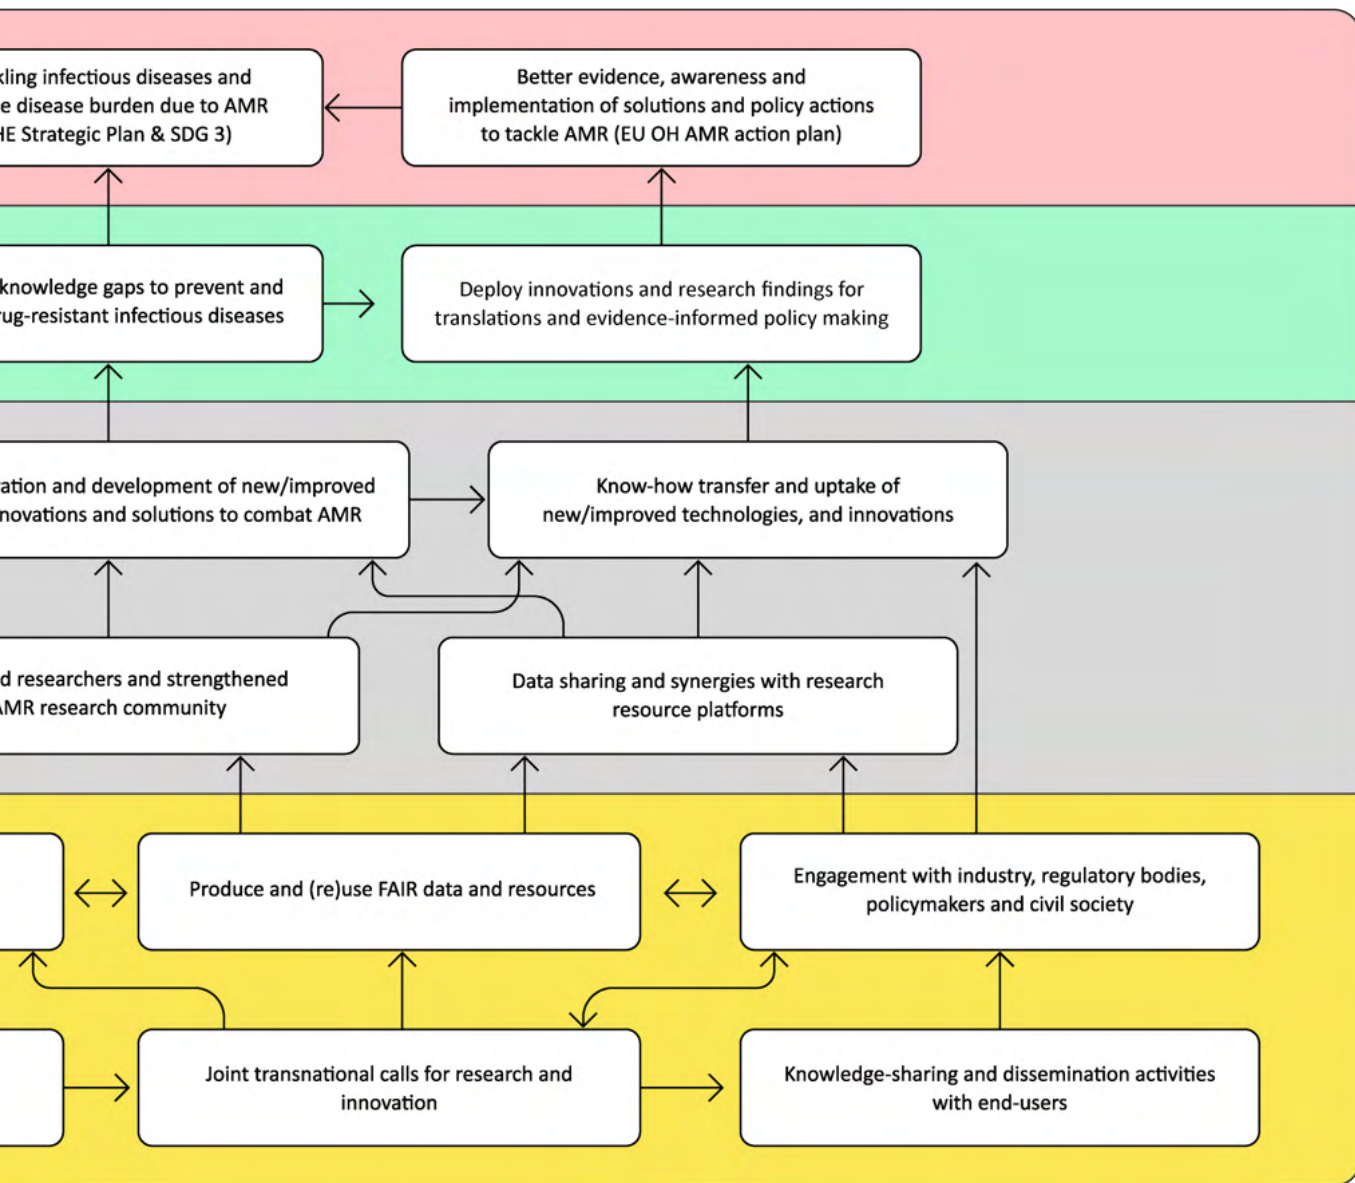 infectious diseases and
disease burden due to AMR
Strategic Plan & SDG 3)
Better evidence, awareness and
implementation of solutions and policy actions
to tackle AMR (EU OH AMR action plan)
knowledge gaps to prevent and
infectious diseases
Deploy innovations and research findings for
translations and evidence-informed policy making
and development of new/improved
and solutions to combat AMR
Know-how transfer and uptake of
new/improved technologies, and innovations
researchers and strengthened
AMR research community
Data sharing and synergies with research
resource platforms
Produce and (re)use FAIR data and resources
Engagement with industry, regulatory bodies,
policymakers and civil society
Joint transnational calls for research and
innovation
Knowledge-sharing and dissemination activities
with end-users